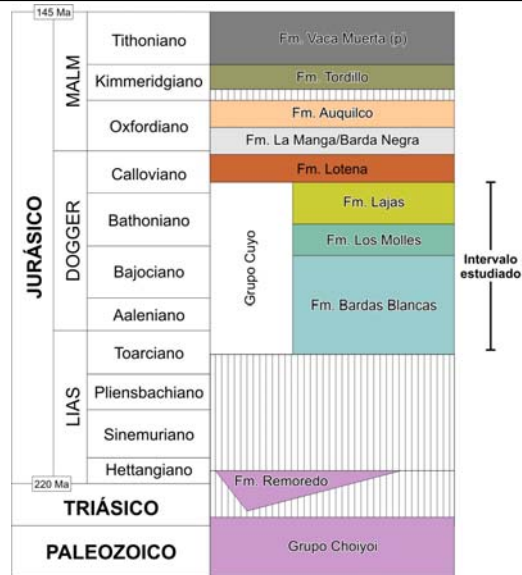 145 Ma
JURÁSICO
MALM
Tithoniano
Fm. Vaca Muerta (p)
Kimmeridgiano
Fm. Tordillo
Oxfordiano
Fm. Auquilco
Fm. La Manga/Barda Negra
DOGGER
Calloviano
Fm. Lotena
Bathoniano
Grupo Cuyo
Fm. Lajas
Fm. Los Molles
Bajociano
Fm. Bardas Blancas
Aaleniano
Intervalo
estudiado
LIAS
Toarciano
Pliensbachiano
Sinemuriano
Hettangiano
220 Ma
Fm. Remoredo
TRIÁSICO
PALEOZOICO
Grupo Choiyoi